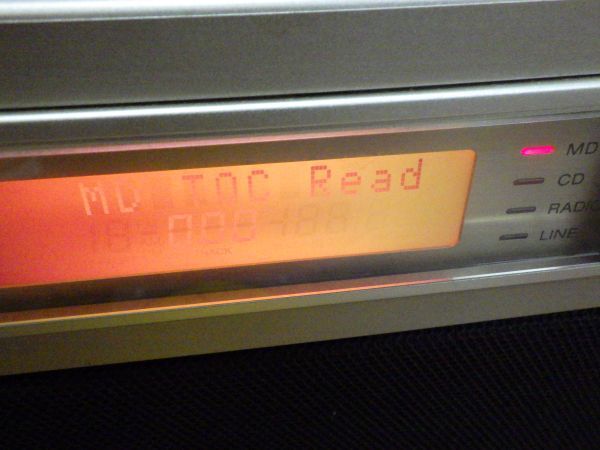 MD TOC Read
MD
CD
RADIO
LINE